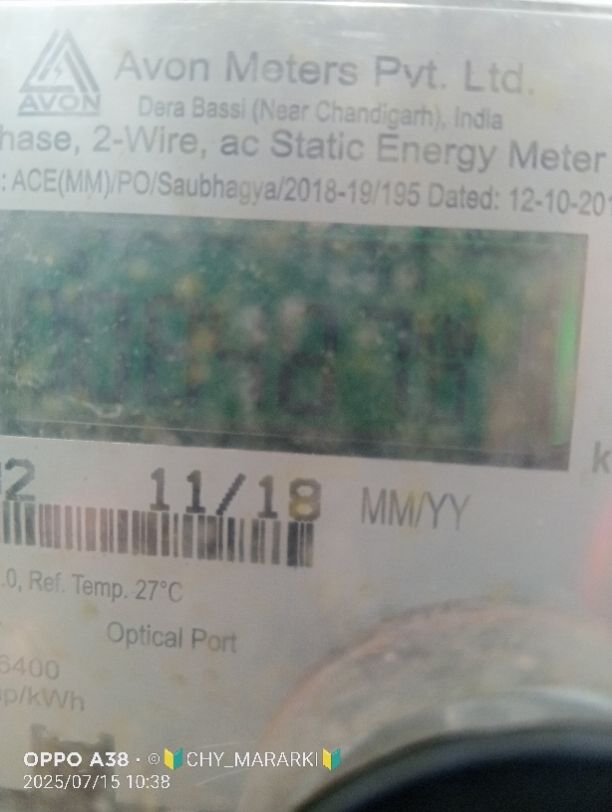 Avon Meters Pvt. Ltd.
AVON
Dera Bassi (Near Chandigarh), India
hase, 2-Wire, ac Static Energy Meter
: ACE(MM)/PO/Saubhagya/2018-19/195 Dated: 12-10-201
k
2 11/18 MM/YY
.0, Ref. Temp. 27°C
Optical Port
6400
mp/kWh
OPPO A38 · © 🔰CHY_MARARKI🔰
2025/07/15 10:38